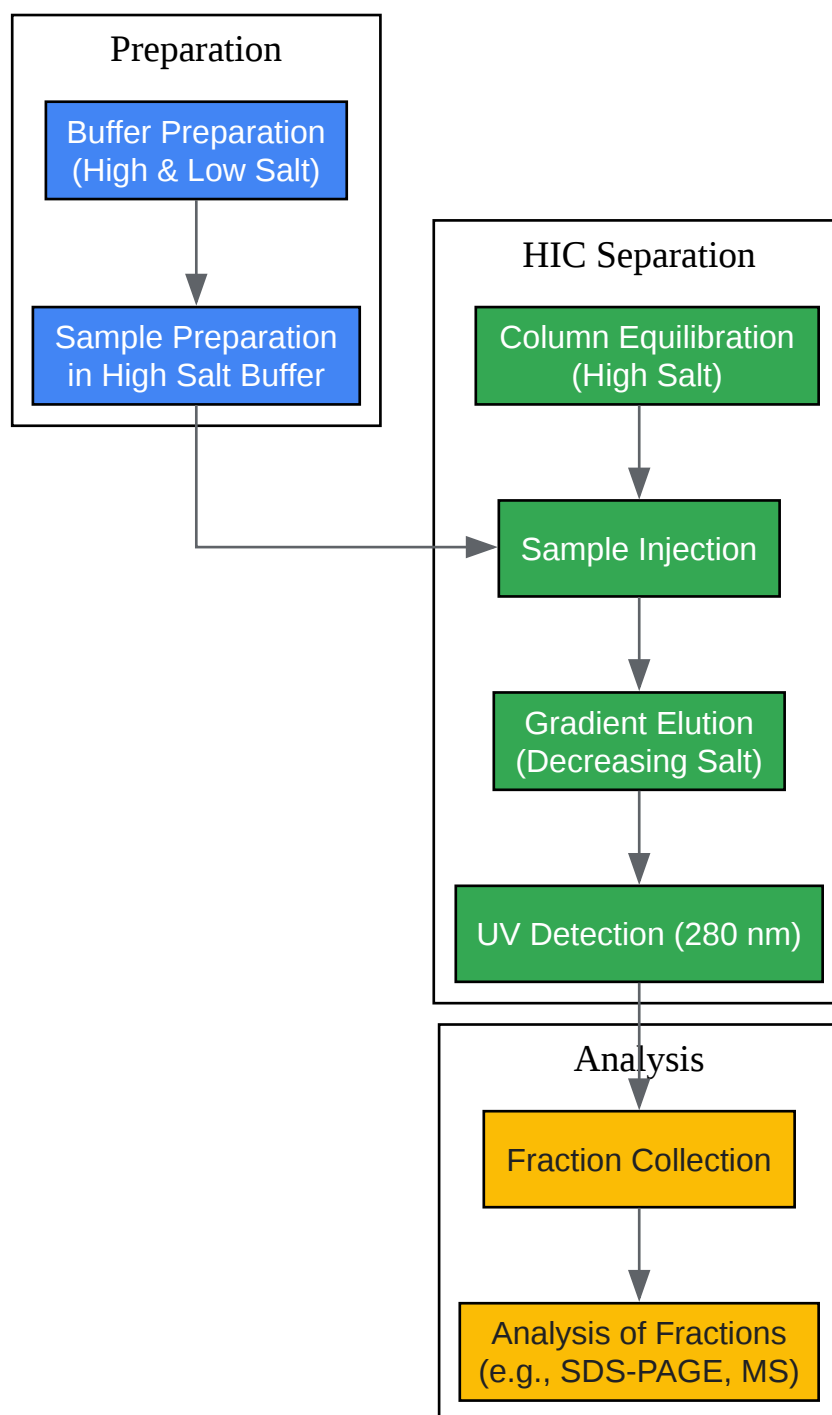 Preparation
Buffer Preparation
(High & Low Salt)
Sample Preparation
in High Salt Buffer
HIC Separation
Column Equilibration
(High Salt)
Sample Injection
Gradient Elution
(Decreasing Salt)
UV Detection (280 nm)
Analysis
Fraction Collection
Analysis of Fractions
(e.g., SDS-PAGE, MS)